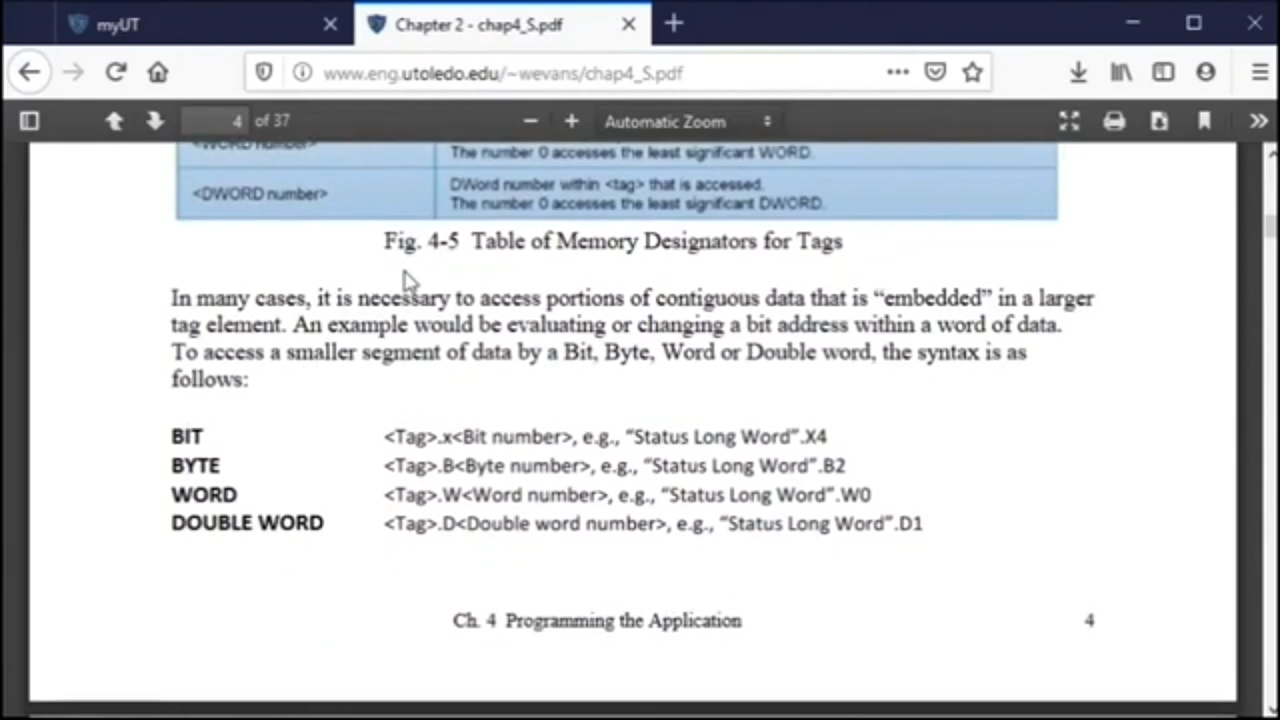 myUT
Chapter 2 - chap4_S.pdf
www.eng.utoledo.edu/~wevans/chap4_S.pdf
4 of 37
Automatic Zoom
<WORD number>
The number 0 accesses the least significant WORD.
<DWORD number>
DWord number within <tag> that is accessed.
The number 0 accesses the least significant DWORD.
Fig. 4-5 Table of Memory Designators for Tags
In many cases, it is necessary to access portions of contiguous data that is “embedded” in a larger
tag element. An example would be evaluating or changing a bit address within a word of data.
To access a smaller segment of data by a Bit, Byte, Word or Double word, the syntax is as
follows:
BIT <Tag>.x<Bit number>, e.g., “Status Long Word”.X4
BYTE <Tag>.B<Byte number>, e.g., “Status Long Word”.B2
WORD <Tag>.W<Word number>, e.g., “Status Long Word”.W0
DOUBLE WORD <Tag>.D<Double word number>, e.g., “Status Long Word”.D1
Ch. 4 Programming the Application 4